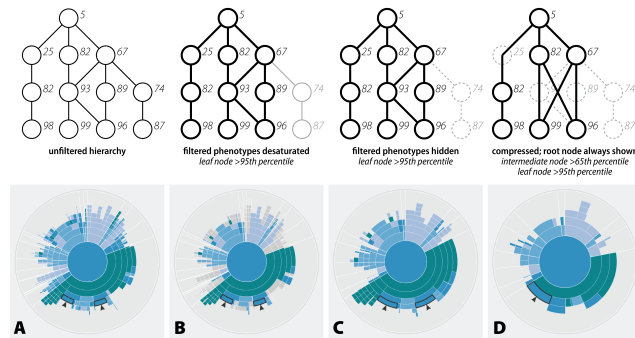 5
25 82 67
82 93 89 74
98 99 96 87
unfiltered hierarchy
5
25 82 67
82 93 89 74
98 99 96 87
filtered phenotypes desaturated
leaf node >95th percentile
5
25 82 67
82 93 89 74
98 99 96 87
filtered phenotypes hidden
leaf node >95th percentile
5
25 82 67
82 93 89 74
98 99 96 87
compressed; root node always shown
intermediate node >65th percentile
leaf node >95th percentile
A
B
C
D